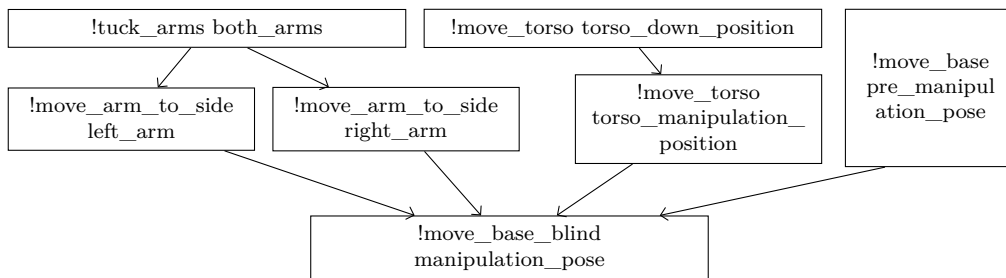 !tuck_arms both_arms
!move_torso torso_down_position
!move_base
pre_manipul
ation_pose
!move_arm_to_side
left_arm
!move_arm_to_side
right_arm
!move_torso
torso_manipulation_
position
!move_base_blind
manipulation_pose